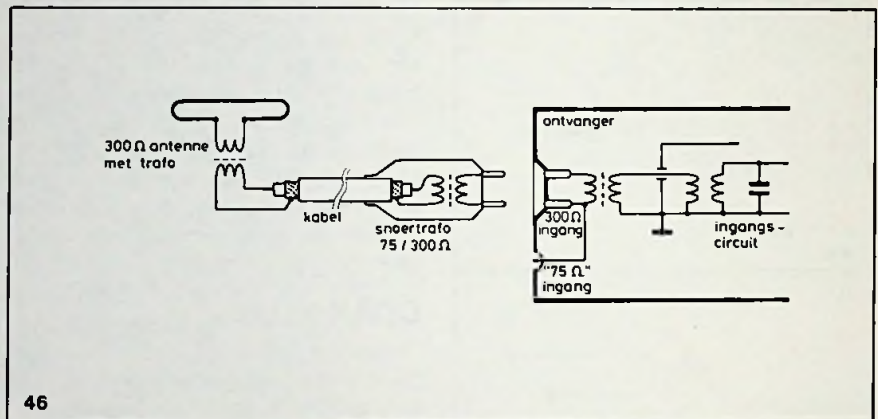 300 Ω antenne
met trafo
kabel
snoertrafo
75 / 300 Ω
ontvanger
300 Ω
ingang
"75 Ω"
ingang
ingangs -
circuit
46